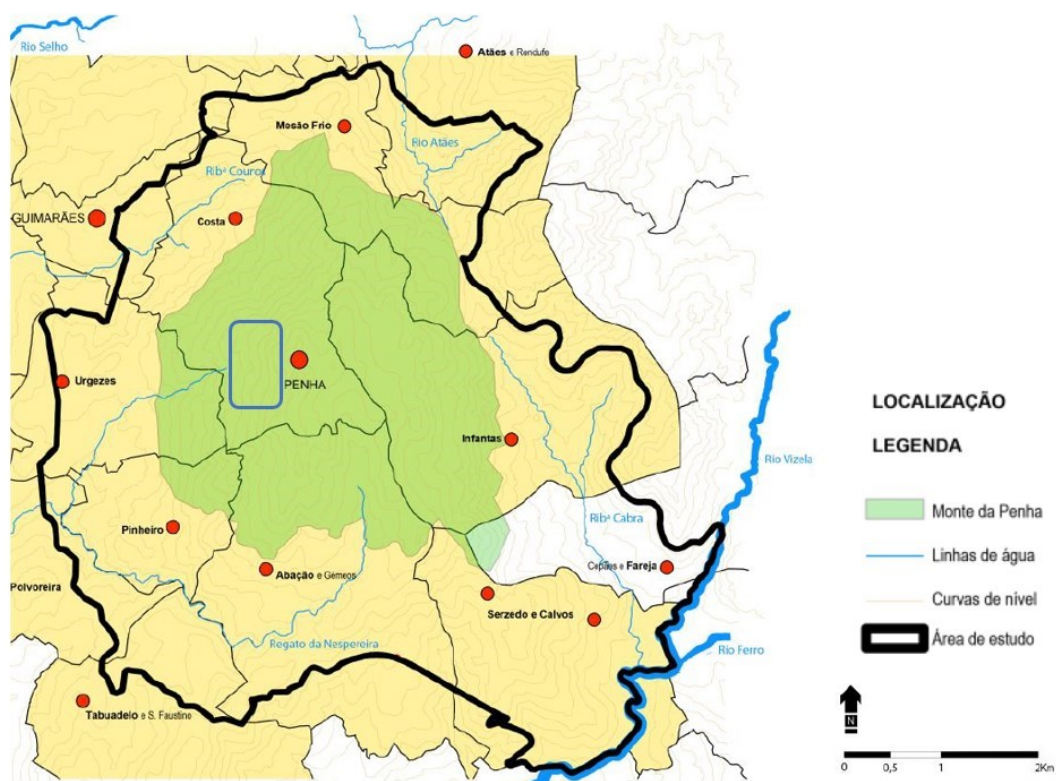 Rio Selho
Atães e Rendufe
Mesão Frio
Rio Atães
Ribª Couros
GUIMARÃES
Costa
PENHA
Urgezes
Infantas
Rio Vizela
Ribª Cabra
Pinheiro
Cepães e Fareja
Polvoreira
Abação e Gémeos
Serzedo e Calvos
Regato da Nespereira
Rio Ferro
Tabuadelo e S. Faustino
LOCALIZAÇÃO
LEGENDA
Monte da Penha
Linhas de água
Curvas de nível
Área de estudo
N
0 0,5 1 2Km